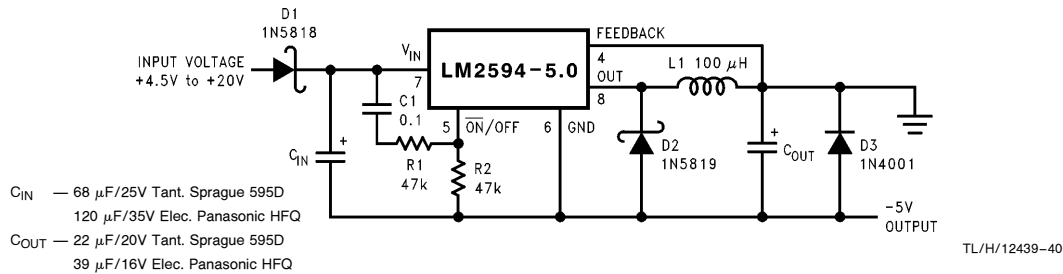 D1
1N5818
INPUT VOLTAGE
+4.5V to +20V
V_IN
7
LM2594-5.0
FEEDBACK
4
OUT
8
L1 100 μH
C1
0.1
5
O̅N̅/OFF
6
GND
R1
47k
R2
47k
C_IN
+
D2
1N5819
+
C_OUT
D3
1N4001
-5V
OUTPUT
C_IN — 68 μF/25V Tant. Sprague 595D
120 μF/35V Elec. Panasonic HFQ
C_OUT — 22 μF/20V Tant. Sprague 595D
39 μF/16V Elec. Panasonic HFQ
TL/H/12439–40